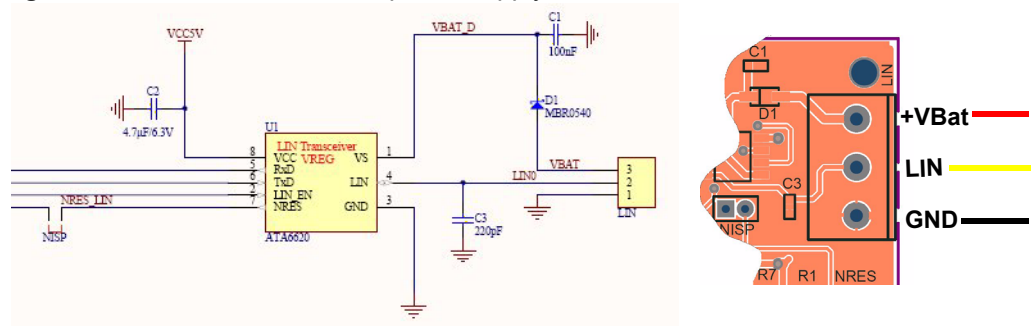 VBAT_D
C1
100nF
VCC5V
C2
4.7µF/6.3V
D1
MBR0540
U1
LIN Transceiver
VREG
8
VCC
VS
1
5
RxD
6
TxD
LIN
4
2
LIN_EN
7
NRES
GND
3
ATA6620
NRES_LIN
NISP
LIN0
C3
220pF
VBAT
3
2
1
LIN
C1
D1
LIN
+VBat
LIN
C3
GND
NISP
R7
R1
NRES